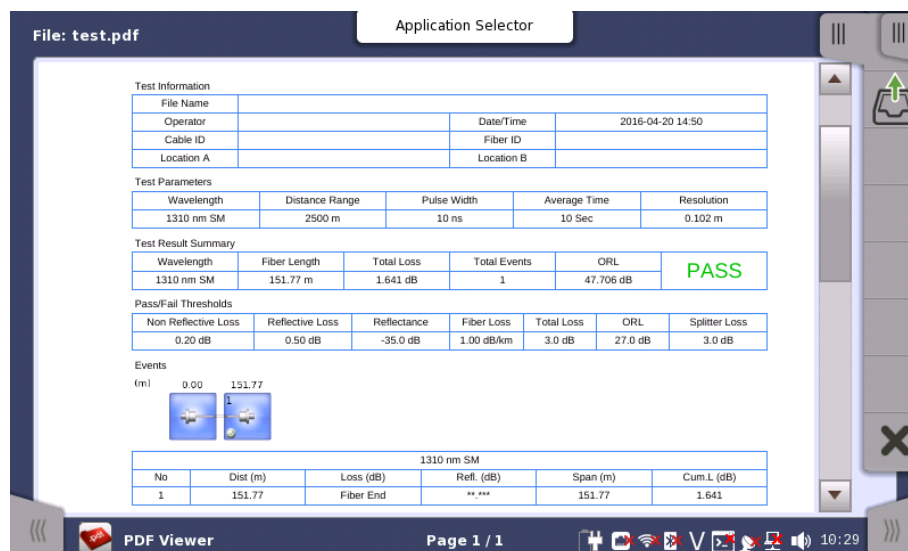 Application Selector
File: test.pdf
Test Information
File Name
Operator Date/Time 2016-04-20 14:50
Cable ID Fiber ID
Location A Location B
Test Parameters
Wavelength Distance Range Pulse Width Average Time Resolution
1310 nm SM 2500 m 10 ns 10 Sec 0.102 m
Test Result Summary
Wavelength Fiber Length Total Loss Total Events ORL PASS
1310 nm SM 151.77 m 1.641 dB 1 47.706 dB
Pass/Fail Thresholds
Non Reflective Loss Reflective Loss Reflectance Fiber Loss Total Loss ORL Splitter Loss
0.20 dB 0.50 dB -35.0 dB 1.00 dB/km 3.0 dB 27.0 dB 3.0 dB
Events
(m) 0.00 151.77
1
1310 nm SM
No Dist (m) Loss (dB) Refl. (dB) Span (m) Cum.L (dB)
1 151.77 Fiber End **.*** 151.77 1.641
.pdf PDF Viewer Page 1 / 1 V 10:29